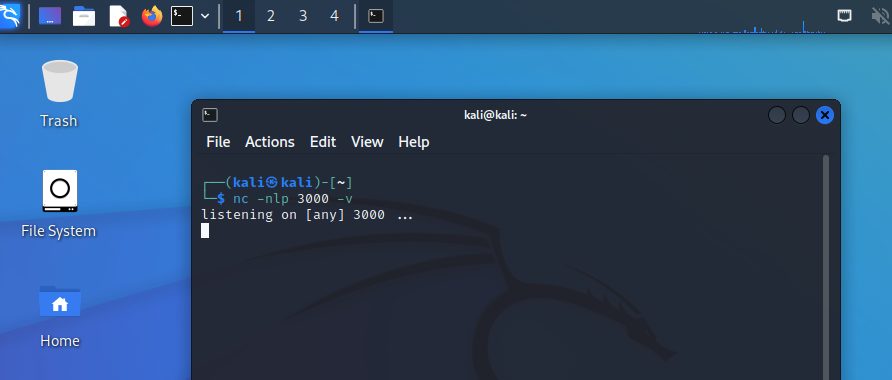 1 2 3 4
Trash
File System
Home
kali@kali: ~
File Actions Edit View Help
┌──(kali㉿kali)-[~]
└─$ nc -nlp 3000 -v
listening on [any] 3000 ...